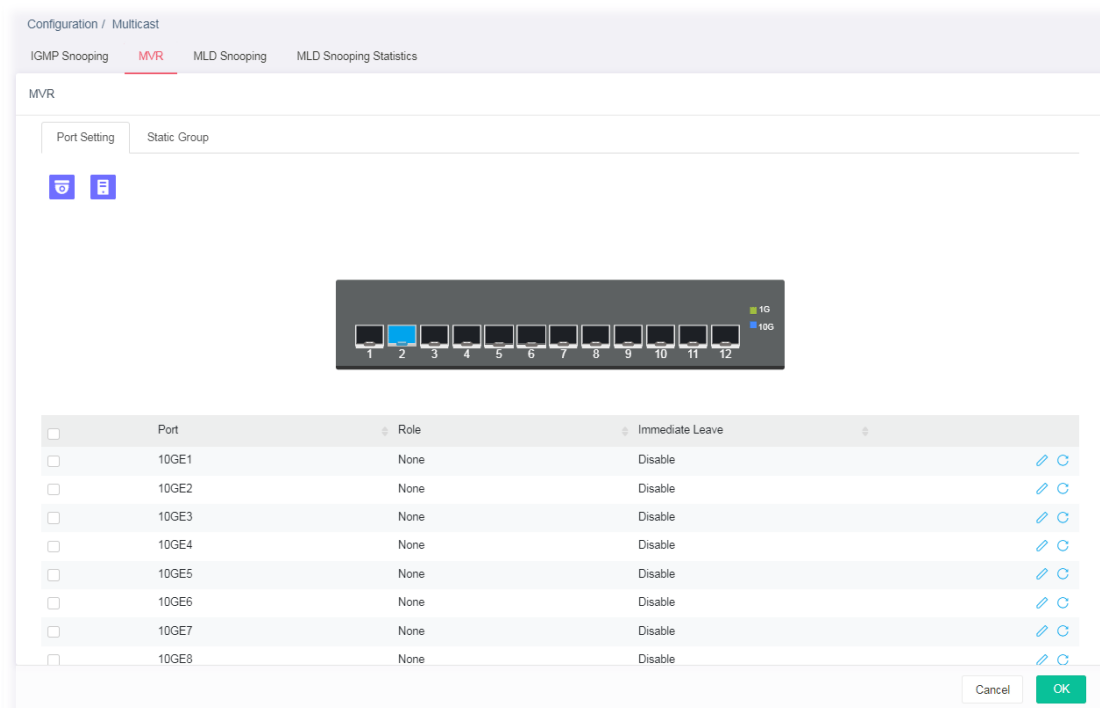 Configuration / Multicast
IGMP Snooping MVR MLD Snooping MLD Snooping Statistics
MVR
Port Setting Static Group
1G
10G
1 2 3 4 5 6 7 8 9 10 11 12
Port Role Immediate Leave
10GE1 None Disable
10GE2 None Disable
10GE3 None Disable
10GE4 None Disable
10GE5 None Disable
10GE6 None Disable
10GE7 None Disable
10GE8 None Disable
Cancel OK